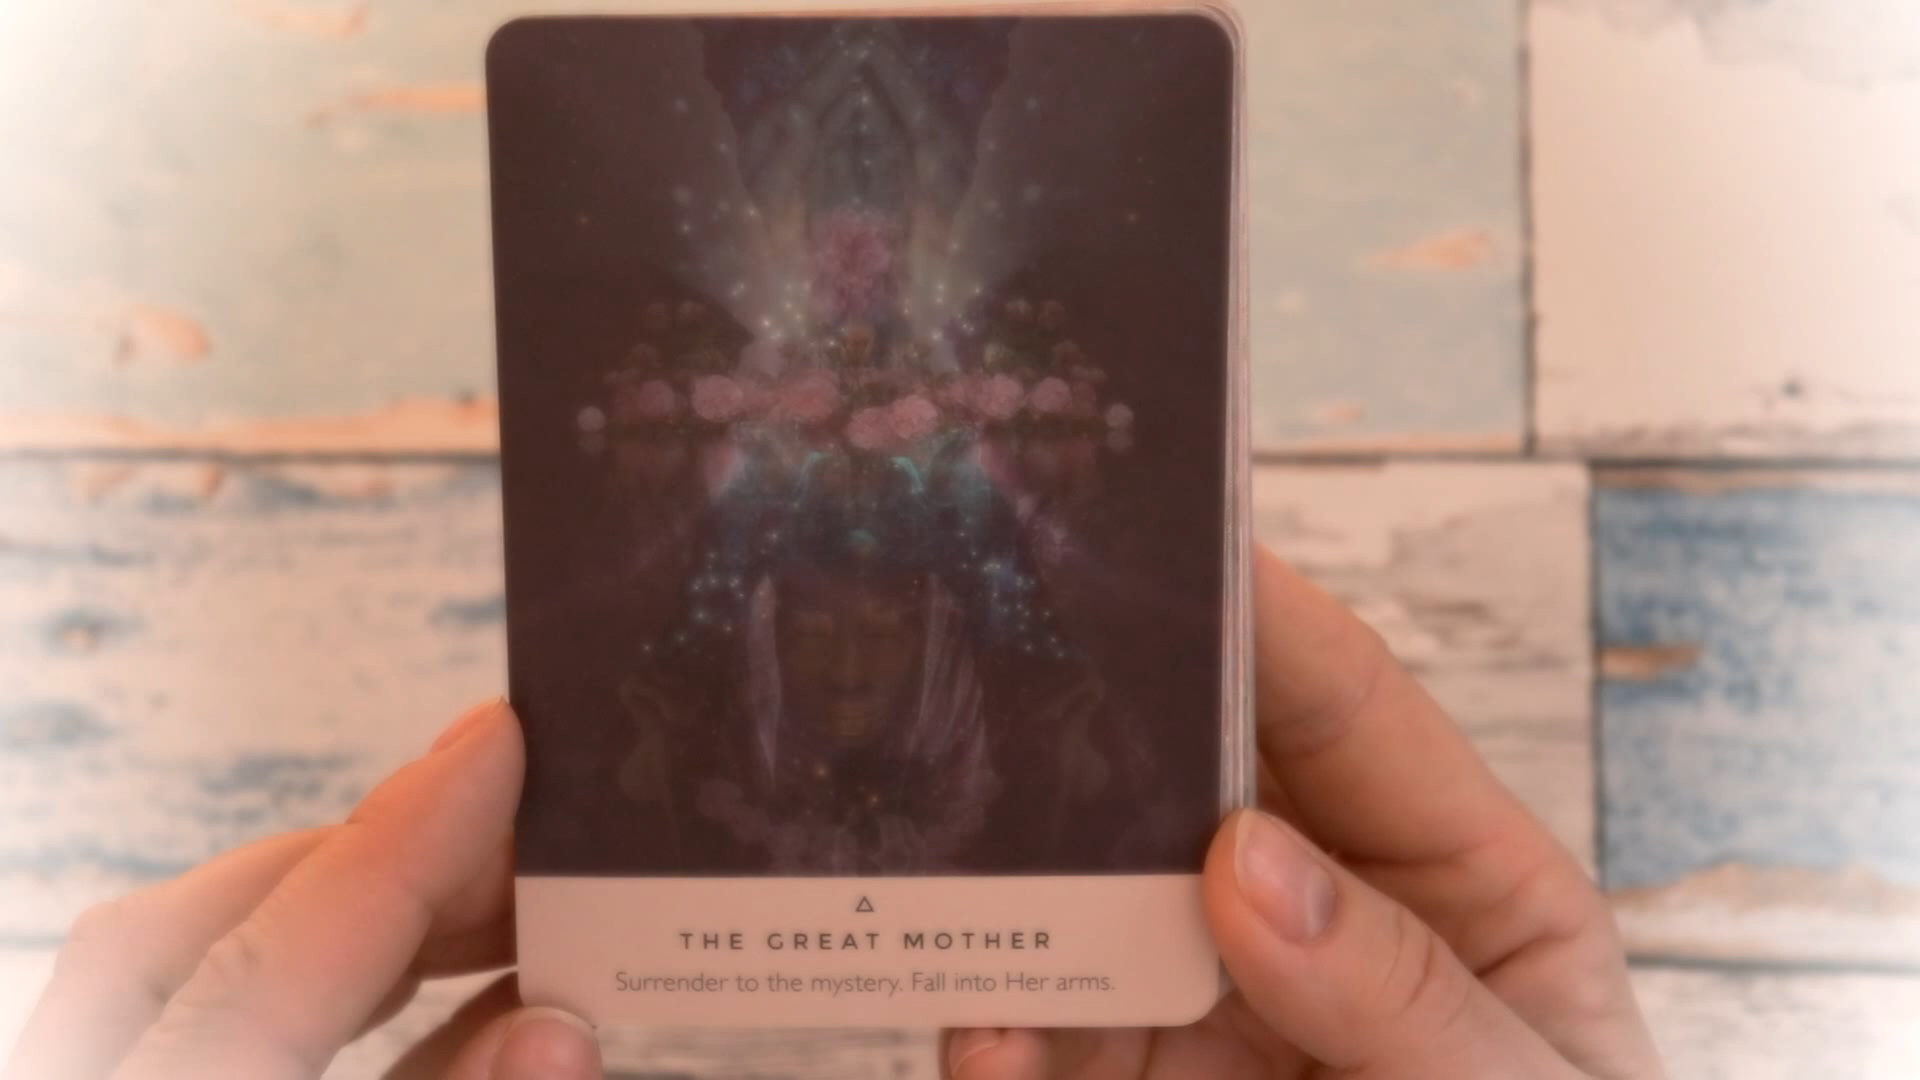 THE GREAT MOTHER
Surrender to the mystery. Fall into Her arms.